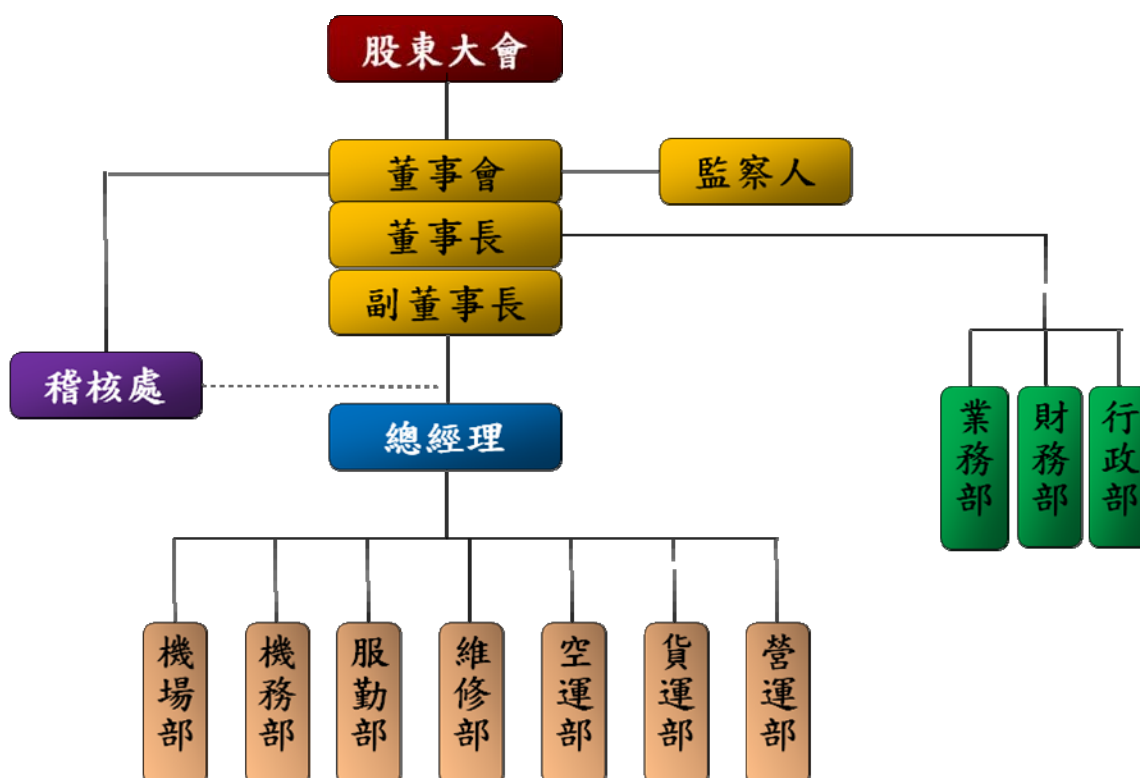 股東大會
董事會
監察人
董事長
副董事長
稽核處
總經理
業務部
財務部
行政部
機場部
機務部
服勤部
維修部
空運部
貨運部
營運部